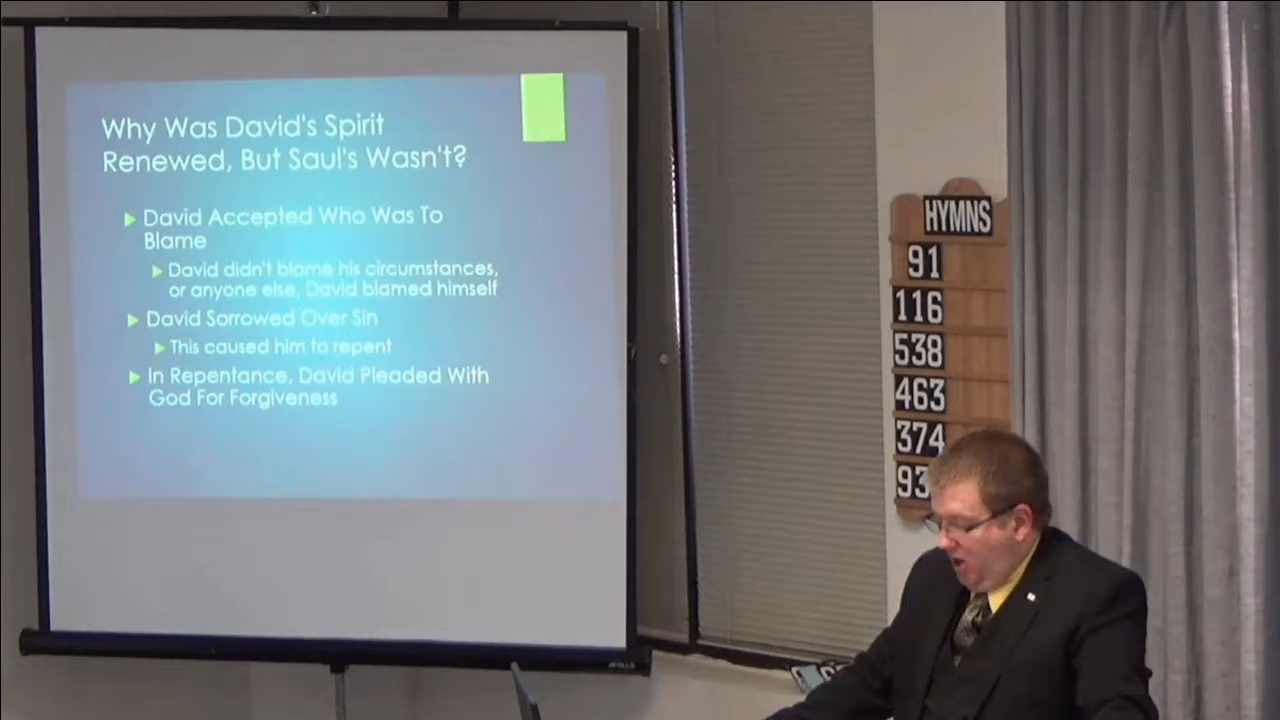 Why Was David's Spirit
Renewed, But Saul's Wasn't?
David Accepted Who Was To
Blame
David didn't blame his circumstances,
or anyone else, David blamed himself
David Sorrowed Over Sin
This caused him to repent
In Repentance, David Pleaded With
God For Forgiveness
HYMNS
91
116
538
463
374
APOLLO